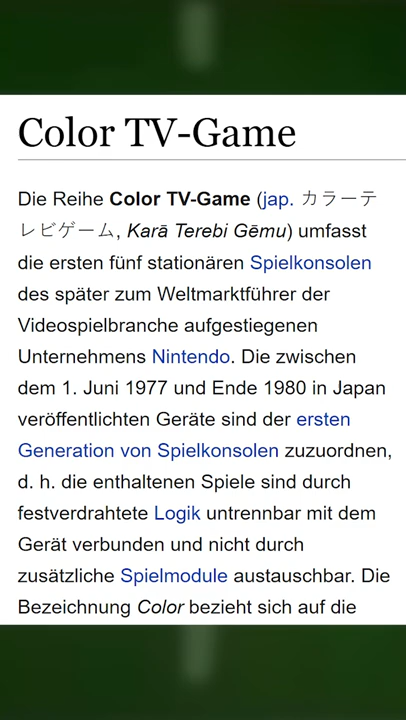 Color TV-Game
Die Reihe Color TV-Game (jap. カラーテ
レビゲーム, Karā Terebi Gēmu) umfasst
die ersten fünf stationären Spielkonsolen
des später zum Weltmarktführer der
Videospielbranche aufgestiegenen
Unternehmens Nintendo. Die zwischen
dem 1. Juni 1977 und Ende 1980 in Japan
veröffentlichten Geräte sind der ersten
Generation von Spielkonsolen zuzuordnen,
d. h. die enthaltenen Spiele sind durch
festverdrahtete Logik untrennbar mit dem
Gerät verbunden und nicht durch
zusätzliche Spielmodule austauschbar. Die
Bezeichnung Color bezieht sich auf die